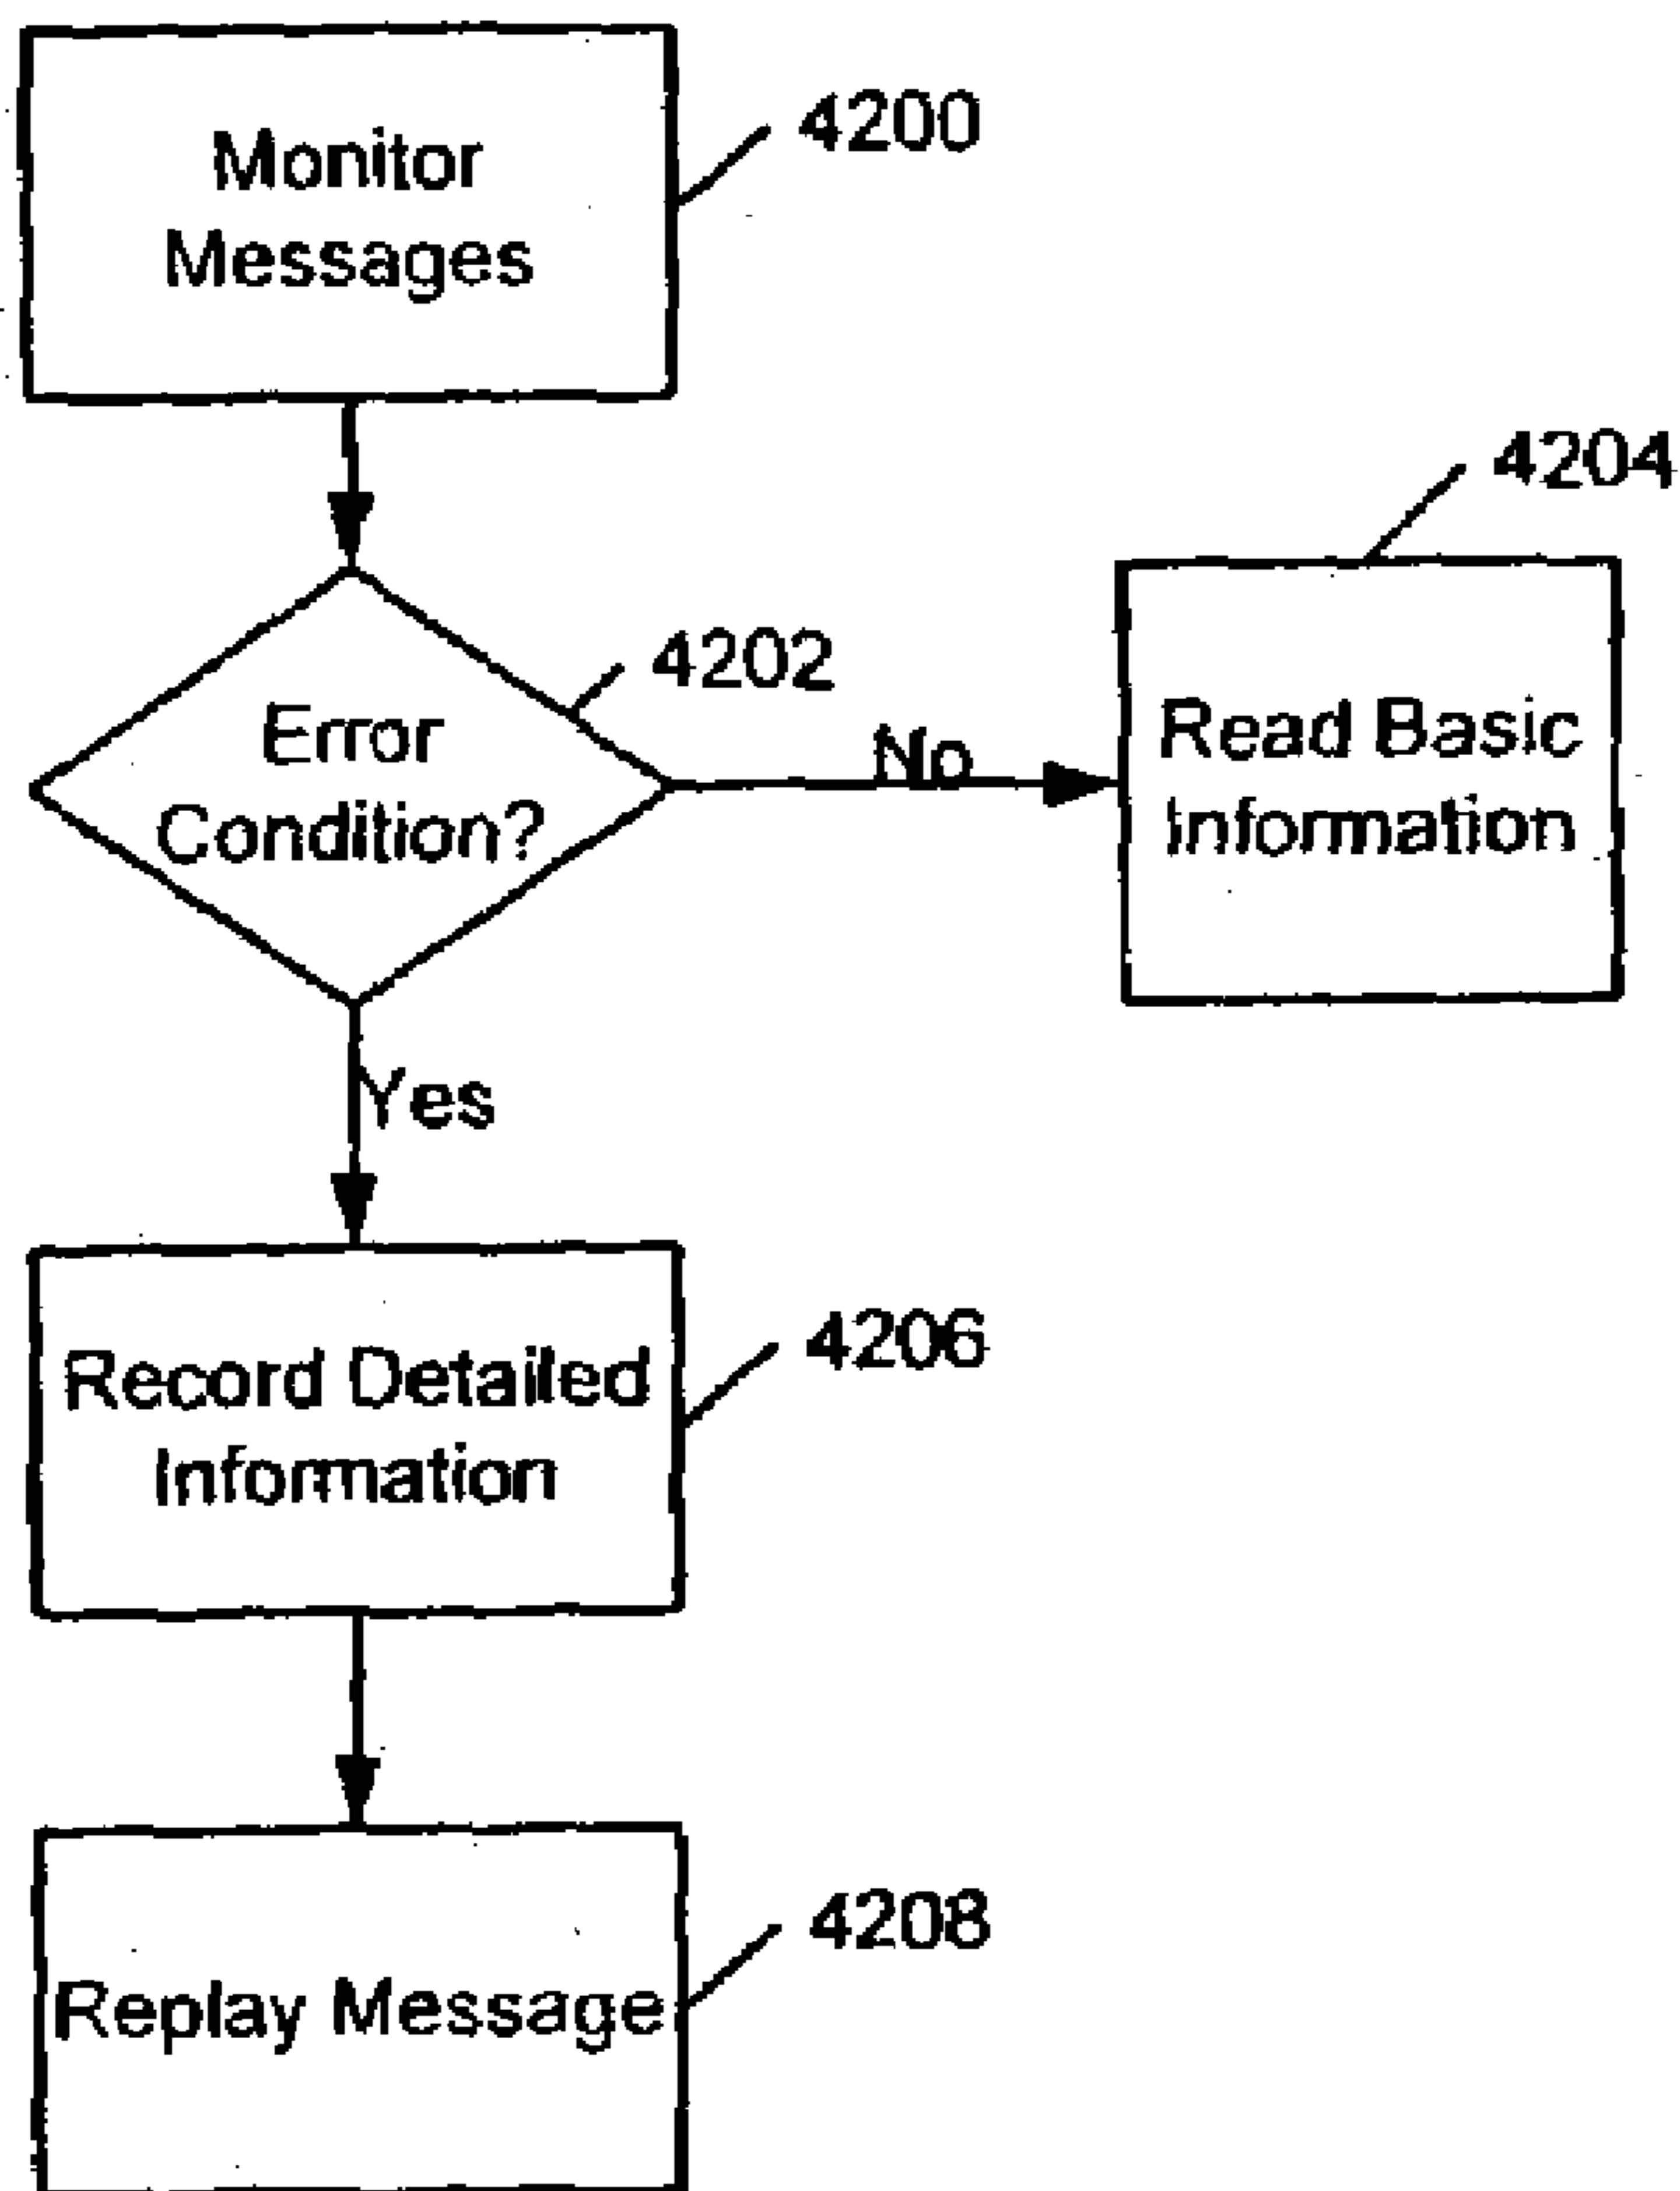 Monitor
Messages
4200
4204
Error
Condition?
4202
No
Read Basic
Information
Yes
Record Detailed
Information
4206
Replay Message
4208